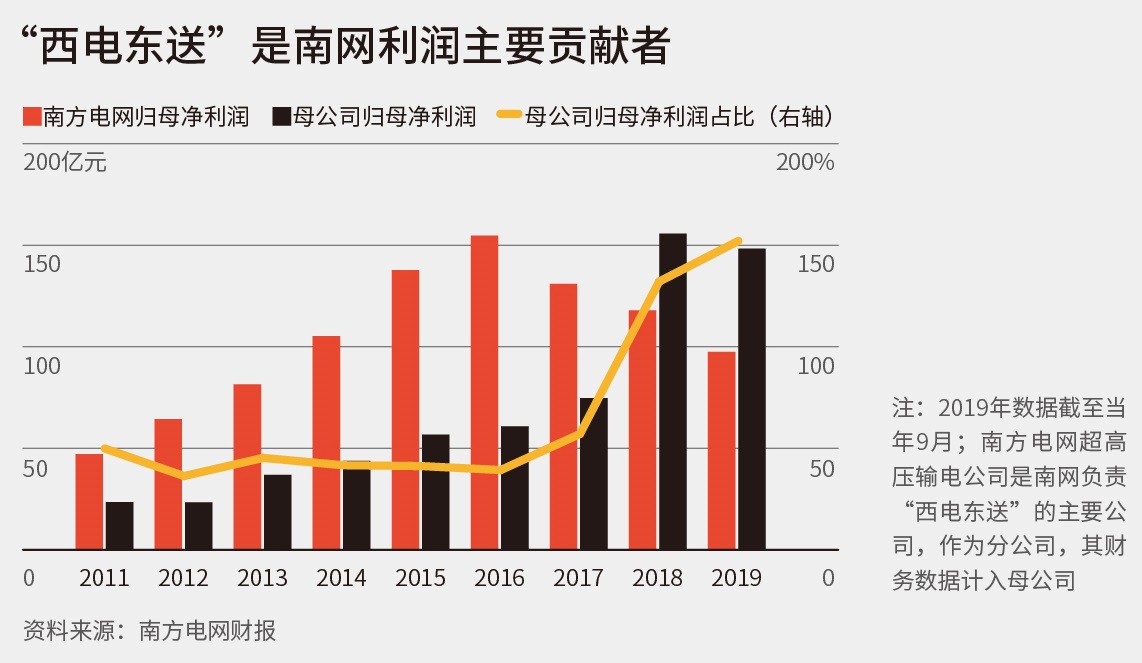 “西电东送”是南网利润主要贡献者
南方电网归母净利润 母公司归母净利润 母公司归母净利润占比（右轴）
200亿元 200%
150 150
100 100
50 50
0 2011 2012 2013 2014 2015 2016 2017 2018 2019 0
注：2019年数据截至当
年9月；南方电网超高
压输电公司是南网负责
“西电东送”的主要公
司，作为分公司，其财
务数据计入母公司
资料来源：南方电网财报